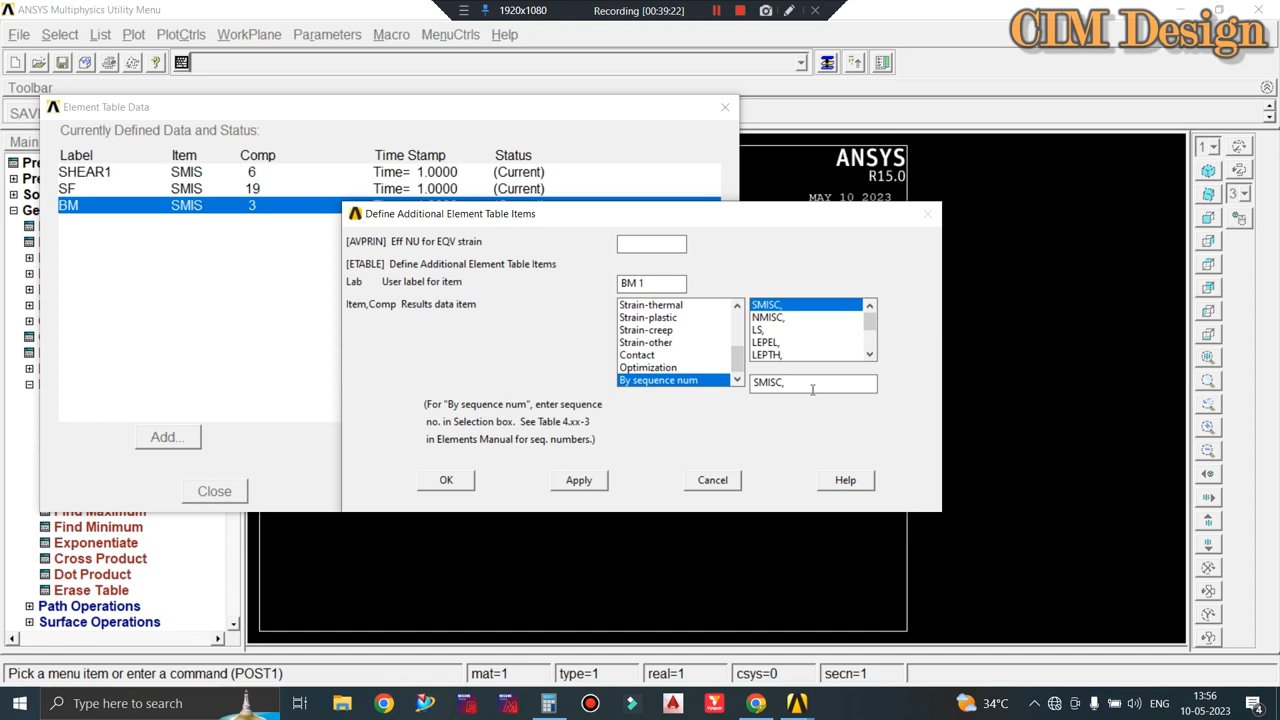 ANSYS Multiphysics Utility Menu
1920x1080
Recording [00:39:22]
CIM Design
File Select List Plot PlotCtrls WorkPlane Parameters Macro MenuCtrls Help
Toolbar
SAV
Element Table Data
Currently Defined Data and Status:
Label Item Comp Time Stamp Status
SHEAR1 SMIS 6 Time= 1.0000 (Current)
SF SMIS 19 Time= 1.0000 (Current)
BM SMIS 3
Add...
Close
Main
Pre
Pre
So
Ge
Define Additional Element Table Items
[AVPRIN] Eff NU for EQV strain
[ETABLE] Define Additional Element Table Items
Lab User label for item
BM 1
Item,Comp Results data item
Strain-thermal
Strain-plastic
Strain-creep
Strain-other
Contact
Optimization
By sequence num
SMISC,
NMISC,
LS,
LEPEL,
LEPTH,
SMISC,
(For "By sequence num", enter sequence
no. in Selection box. See Table 4.xx-3
in Elements Manual for seq. numbers.)
OK Apply Cancel Help
ANSYS
R15.0
MAY 10 2023
1
3
Find Maximum
Find Minimum
Exponentiate
Cross Product
Dot Product
Erase Table
Path Operations
Surface Operations
Pick a menu item or enter a command (POST1)
mat=1 type=1 real=1 csys=0 secn=1
Type here to search
34°C
ENG
13:56
10-05-2023